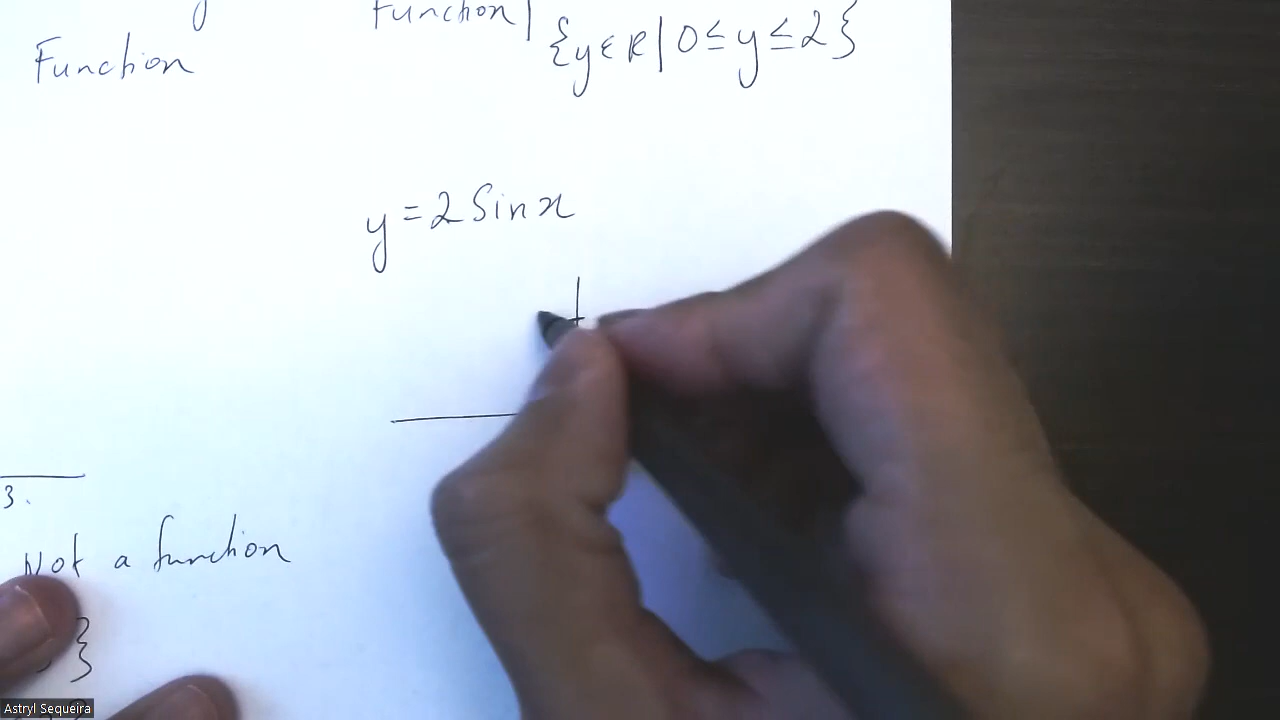 Function
Function
{y ∈ R | 0 ≤ y ≤ 2}
y = 2 Sin x
3.
Not a function
}
Astryl Sequeira